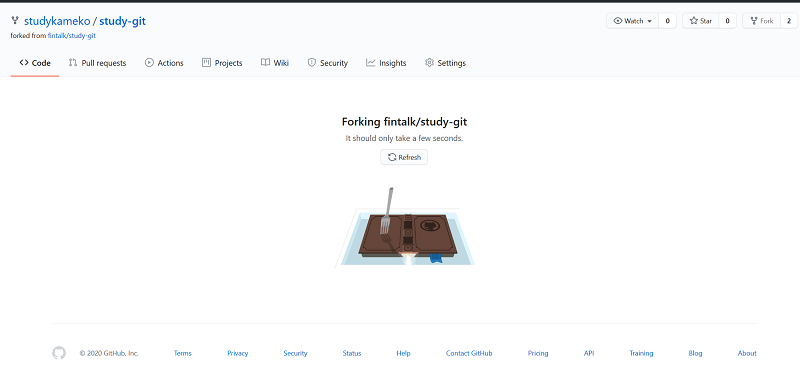 studykameko / study-git
Watch 0 Star 0 Fork 2
forked from fintalk/study-git
Code Pull requests Actions Projects Wiki Security Insights Settings
Forking fintalk/study-git
It should only take a few seconds.
Refresh
© 2020 GitHub, Inc. Terms Privacy Security Status Help Contact GitHub Pricing API Training Blog About